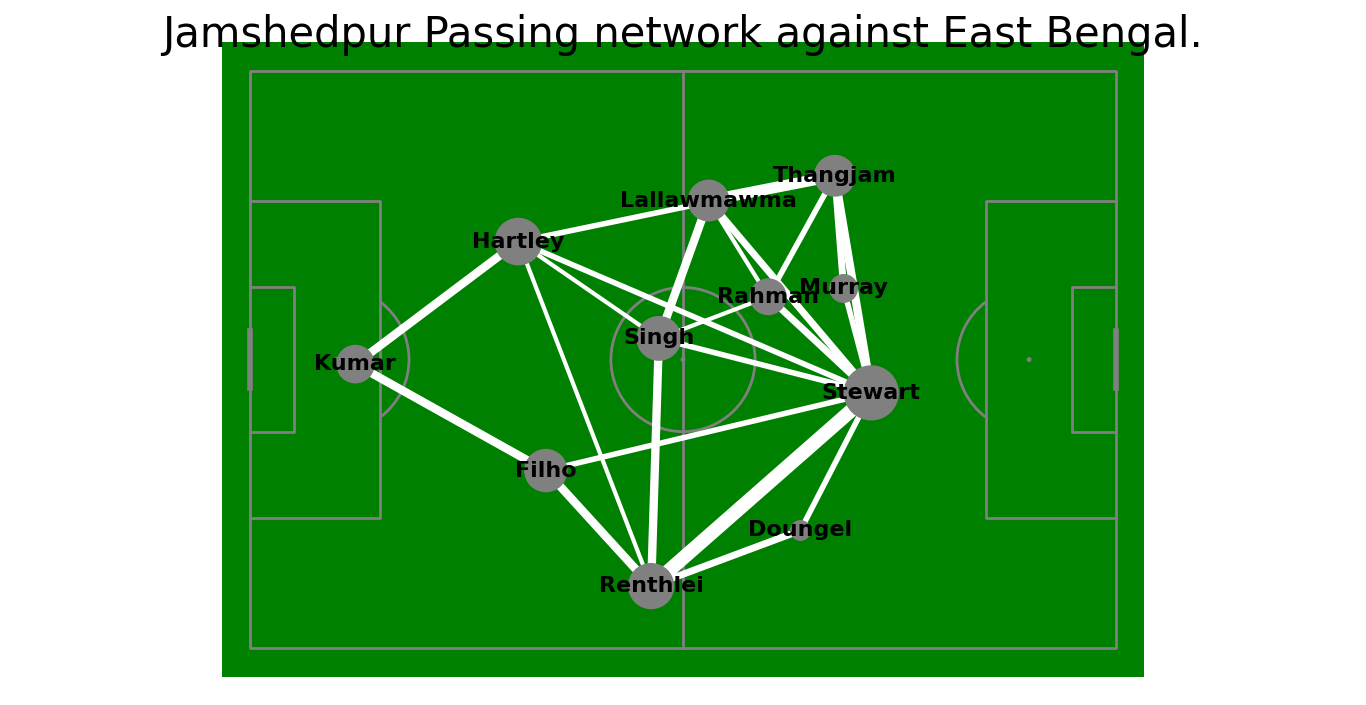 Jamshedpur Passing network against East Bengal.
Thangjam
Lallawmawma
Hartley
Murray
Rahman
Singh
Kumar
Stewart
Filho
Doungel
Renthlei